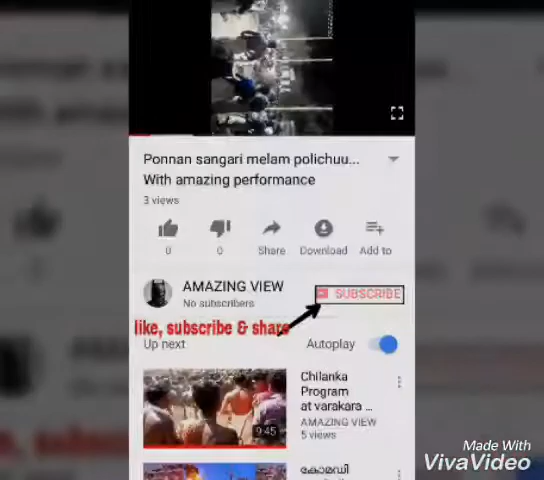 Ponnan sangari melam polichuu...
With amazing performance
3 views
0
0
Share
Download
Add to
AMAZING VIEW
No subscribers
SUBSCRIBE
like, subscribe & share
Up next
Autoplay
Chilanka
Program
at varakara ...
AMAZING VIEW
5 views
9:45
കോമഡി
Made With
VivaVideo